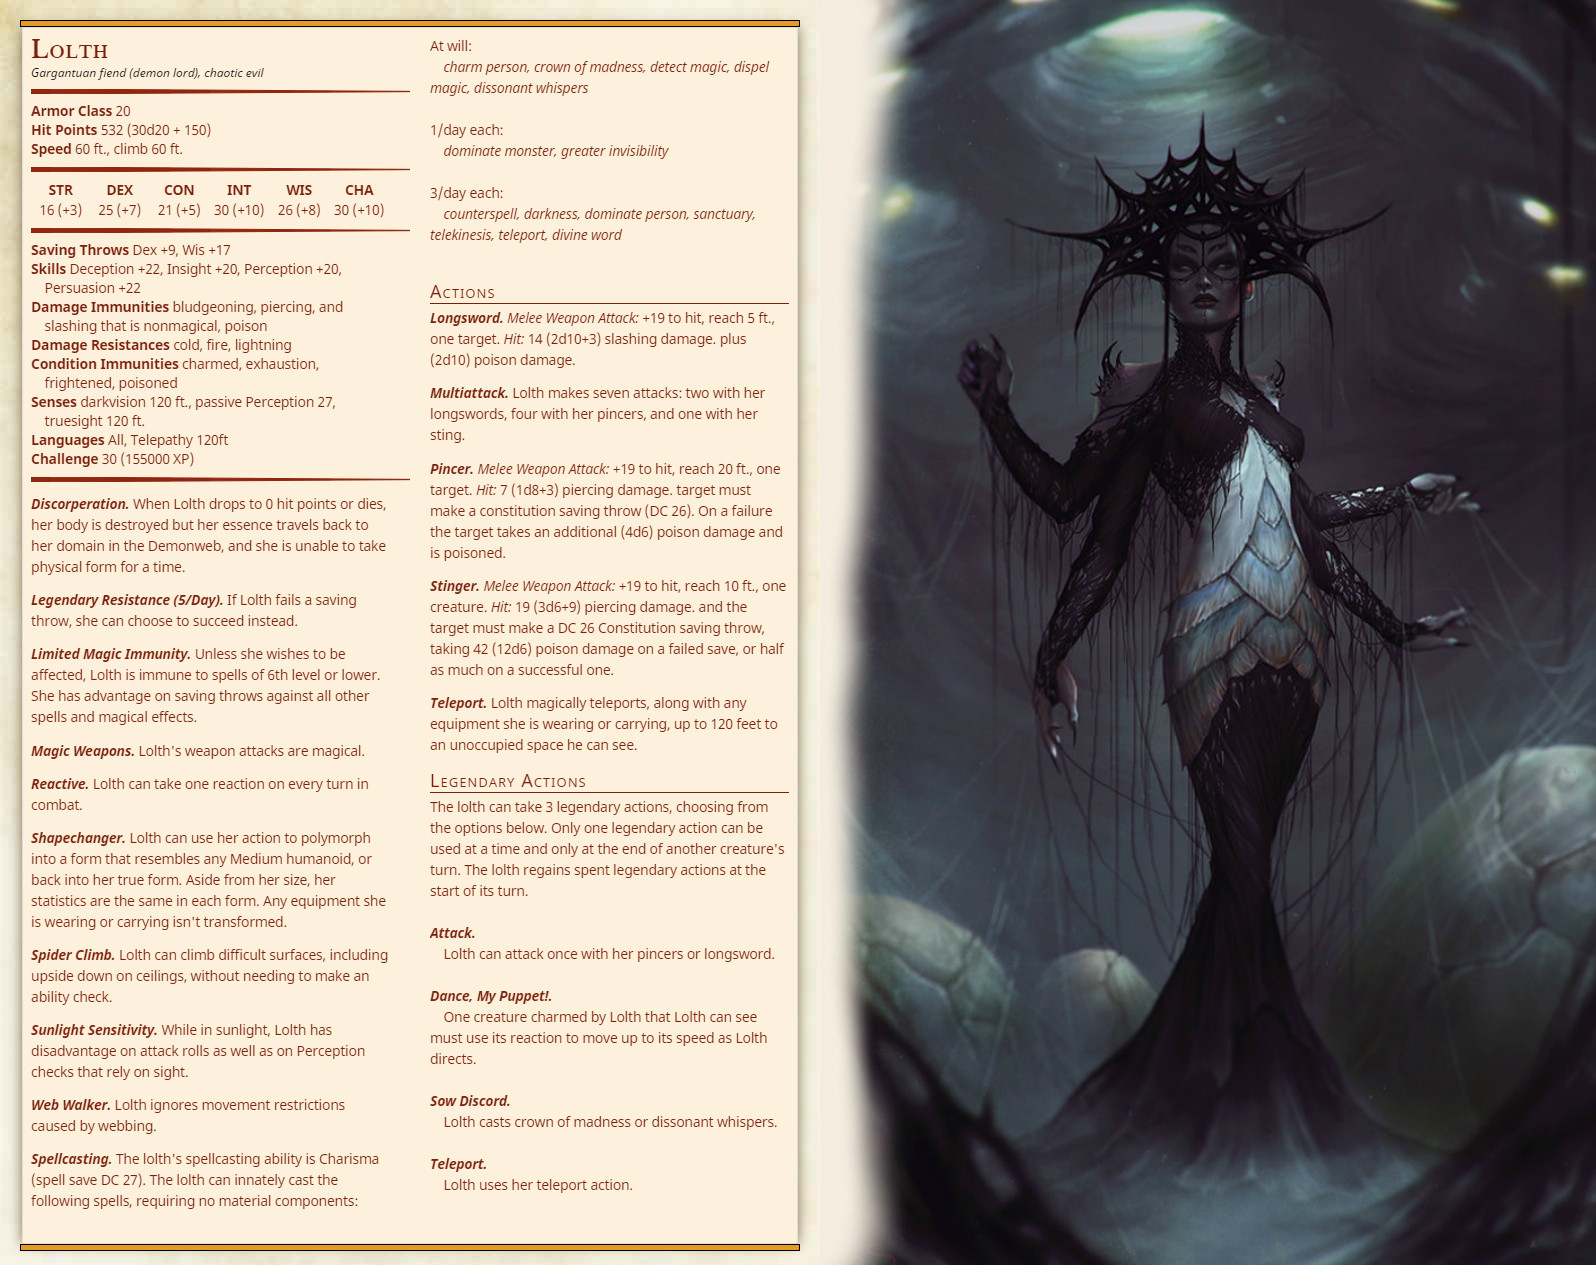 Lolth
Gargantuan fiend (demon lord), chaotic evil
Armor Class 20
Hit Points 532 (30d20 + 150)
Speed 60 ft., climb 60 ft.
STR DEX CON INT WIS CHA
16 (+3) 25 (+7) 21 (+5) 30 (+10) 26 (+8) 30 (+10)
Saving Throws Dex +9, Wis +17
Skills Deception +22, Insight +20, Perception +20,
Persuasion +22
Damage Immunities bludgeoning, piercing, and
slashing that is nonmagical, poison
Damage Resistances cold, fire, lightning
Condition Immunities charmed, exhaustion,
frightened, poisoned
Senses darkvision 120 ft., passive Perception 27,
truesight 120 ft.
Languages All, Telepathy 120ft
Challenge 30 (155000 XP)
Discorperation. When Lolth drops to 0 hit points or dies,
her body is destroyed but her essence travels back to
her domain in the Demonweb, and she is unable to take
physical form for a time.
Legendary Resistance (5/Day). If Lolth fails a saving
throw, she can choose to succeed instead.
Limited Magic Immunity. Unless she wishes to be
affected, Lolth is immune to spells of 6th level or lower.
She has advantage on saving throws against all other
spells and magical effects.
Magic Weapons. Lolth's weapon attacks are magical.
Reactive. Lolth can take one reaction on every turn in
combat.
Shapechanger. Lolth can use her action to polymorph
into a form that resembles any Medium humanoid, or
back into her true form. Aside from her size, her
statistics are the same in each form. Any equipment she
is wearing or carrying isn't transformed.
Spider Climb. Lolth can climb difficult surfaces, including
upside down on ceilings, without needing to make an
ability check.
Sunlight Sensitivity. While in sunlight, Lolth has
disadvantage on attack rolls as well as on Perception
checks that rely on sight.
Web Walker. Lolth ignores movement restrictions
caused by webbing.
Spellcasting. The lolth's spellcasting ability is Charisma
(spell save DC 27). The lolth can innately cast the
following spells, requiring no material components:
At will:
charm person, crown of madness, detect magic, dispel
magic, dissonant whispers
1/day each:
dominate monster, greater invisibility
3/day each:
counterspell, darkness, dominate person, sanctuary,
telekinesis, teleport, divine word
Actions
Longsword. Melee Weapon Attack: +19 to hit, reach 5 ft.,
one target. Hit: 14 (2d10+3) slashing damage. plus
(2d10) poison damage.
Multiattack. Lolth makes seven attacks: two with her
longswords, four with her pincers, and one with her
sting.
Pincer. Melee Weapon Attack: +19 to hit, reach 20 ft., one
target. Hit: 7 (1d8+3) piercing damage. target must
make a constitution saving throw (DC 26). On a failure
the target takes an additional (4d6) poison damage and
is poisoned.
Stinger. Melee Weapon Attack: +19 to hit, reach 10 ft., one
creature. Hit: 19 (3d6+9) piercing damage. and the
target must make a DC 26 Constitution saving throw,
taking 42 (12d6) poison damage on a failed save, or half
as much on a successful one.
Teleport. Lolth magically teleports, along with any
equipment she is wearing or carrying, up to 120 feet to
an unoccupied space he can see.
Legendary Actions
The lolth can take 3 legendary actions, choosing from
the options below. Only one legendary action can be
used at a time and only at the end of another creature's
turn. The lolth regains spent legendary actions at the
start of its turn.
Attack.
Lolth can attack once with her pincers or longsword.
Dance, My Puppet!.
One creature charmed by Lolth that Lolth can see
must use its reaction to move up to its speed as Lolth
directs.
Sow Discord.
Lolth casts crown of madness or dissonant whispers.
Teleport.
Lolth uses her teleport action.